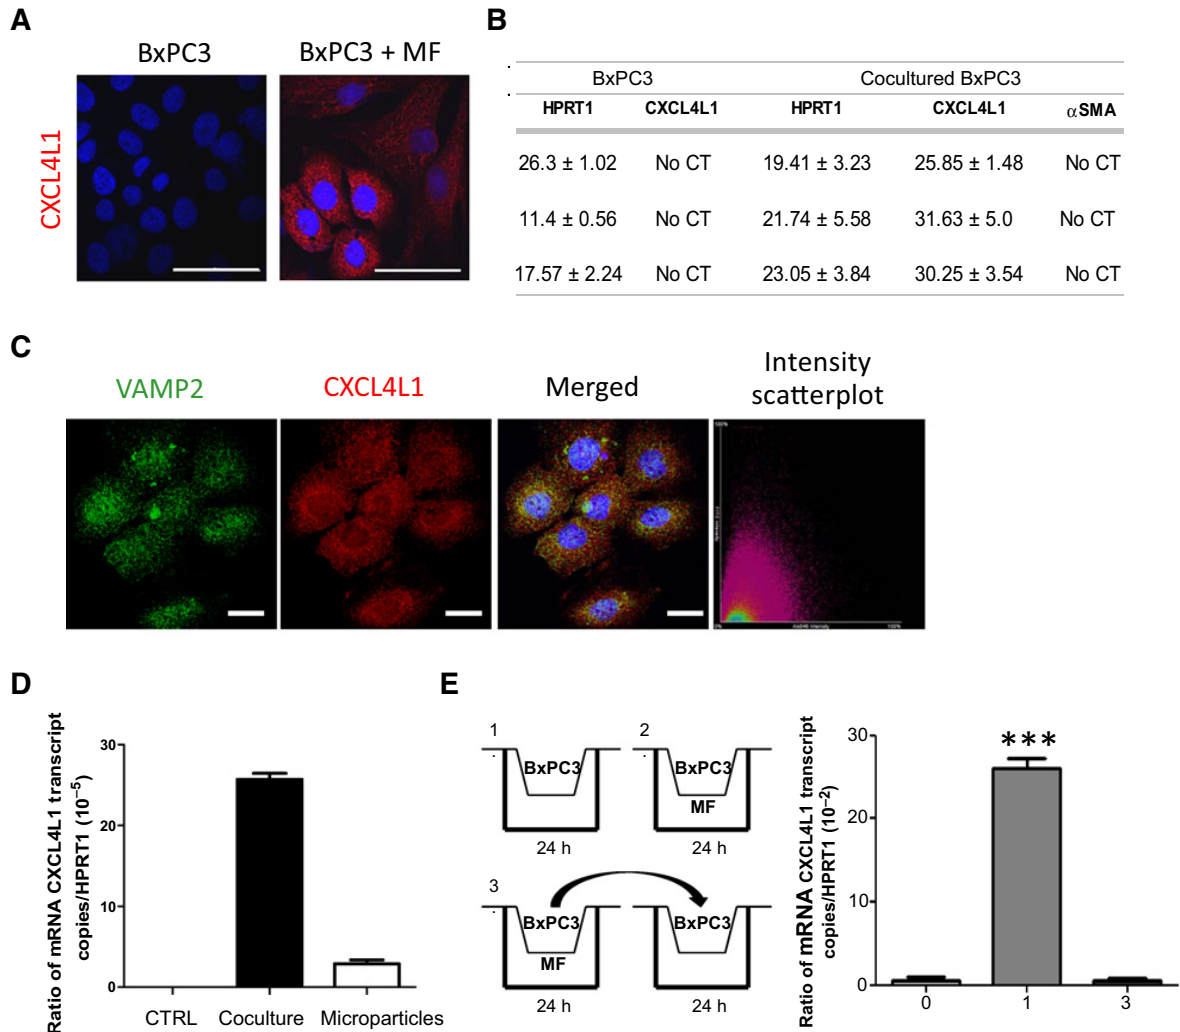 A
BxPC3
BxPC3 + MF
CXCL4L1
B
BxPC3 Cocultured BxPC3
HPRT1 CXCL4L1 HPRT1 CXCL4L1 αSMA
26.3 ± 1.02 No CT 19.41 ± 3.23 25.85 ± 1.48 No CT
11.4 ± 0.56 No CT 21.74 ± 5.58 31.63 ± 5.0 No CT
17.57 ± 2.24 No CT 23.05 ± 3.84 30.25 ± 3.54 No CT
C
VAMP2
CXCL4L1
Merged
Intensity
scatterplot
100%
0%
100%
D
Ratio of mRNA CXCL4L1 transcript
copies/HPRT1 (10⁻⁵)
30
20
10
0
CTRL Coculture Microparticles
E
1
BxPC3
24 h
2
BxPC3
MF
24 h
3
BxPC3
MF
24 h
BxPC3
24 h
Ratio of mRNA CXCL4L1 transcript
copies/HPRT1 (10⁻²)
30
20
10
0
***
0 1 3